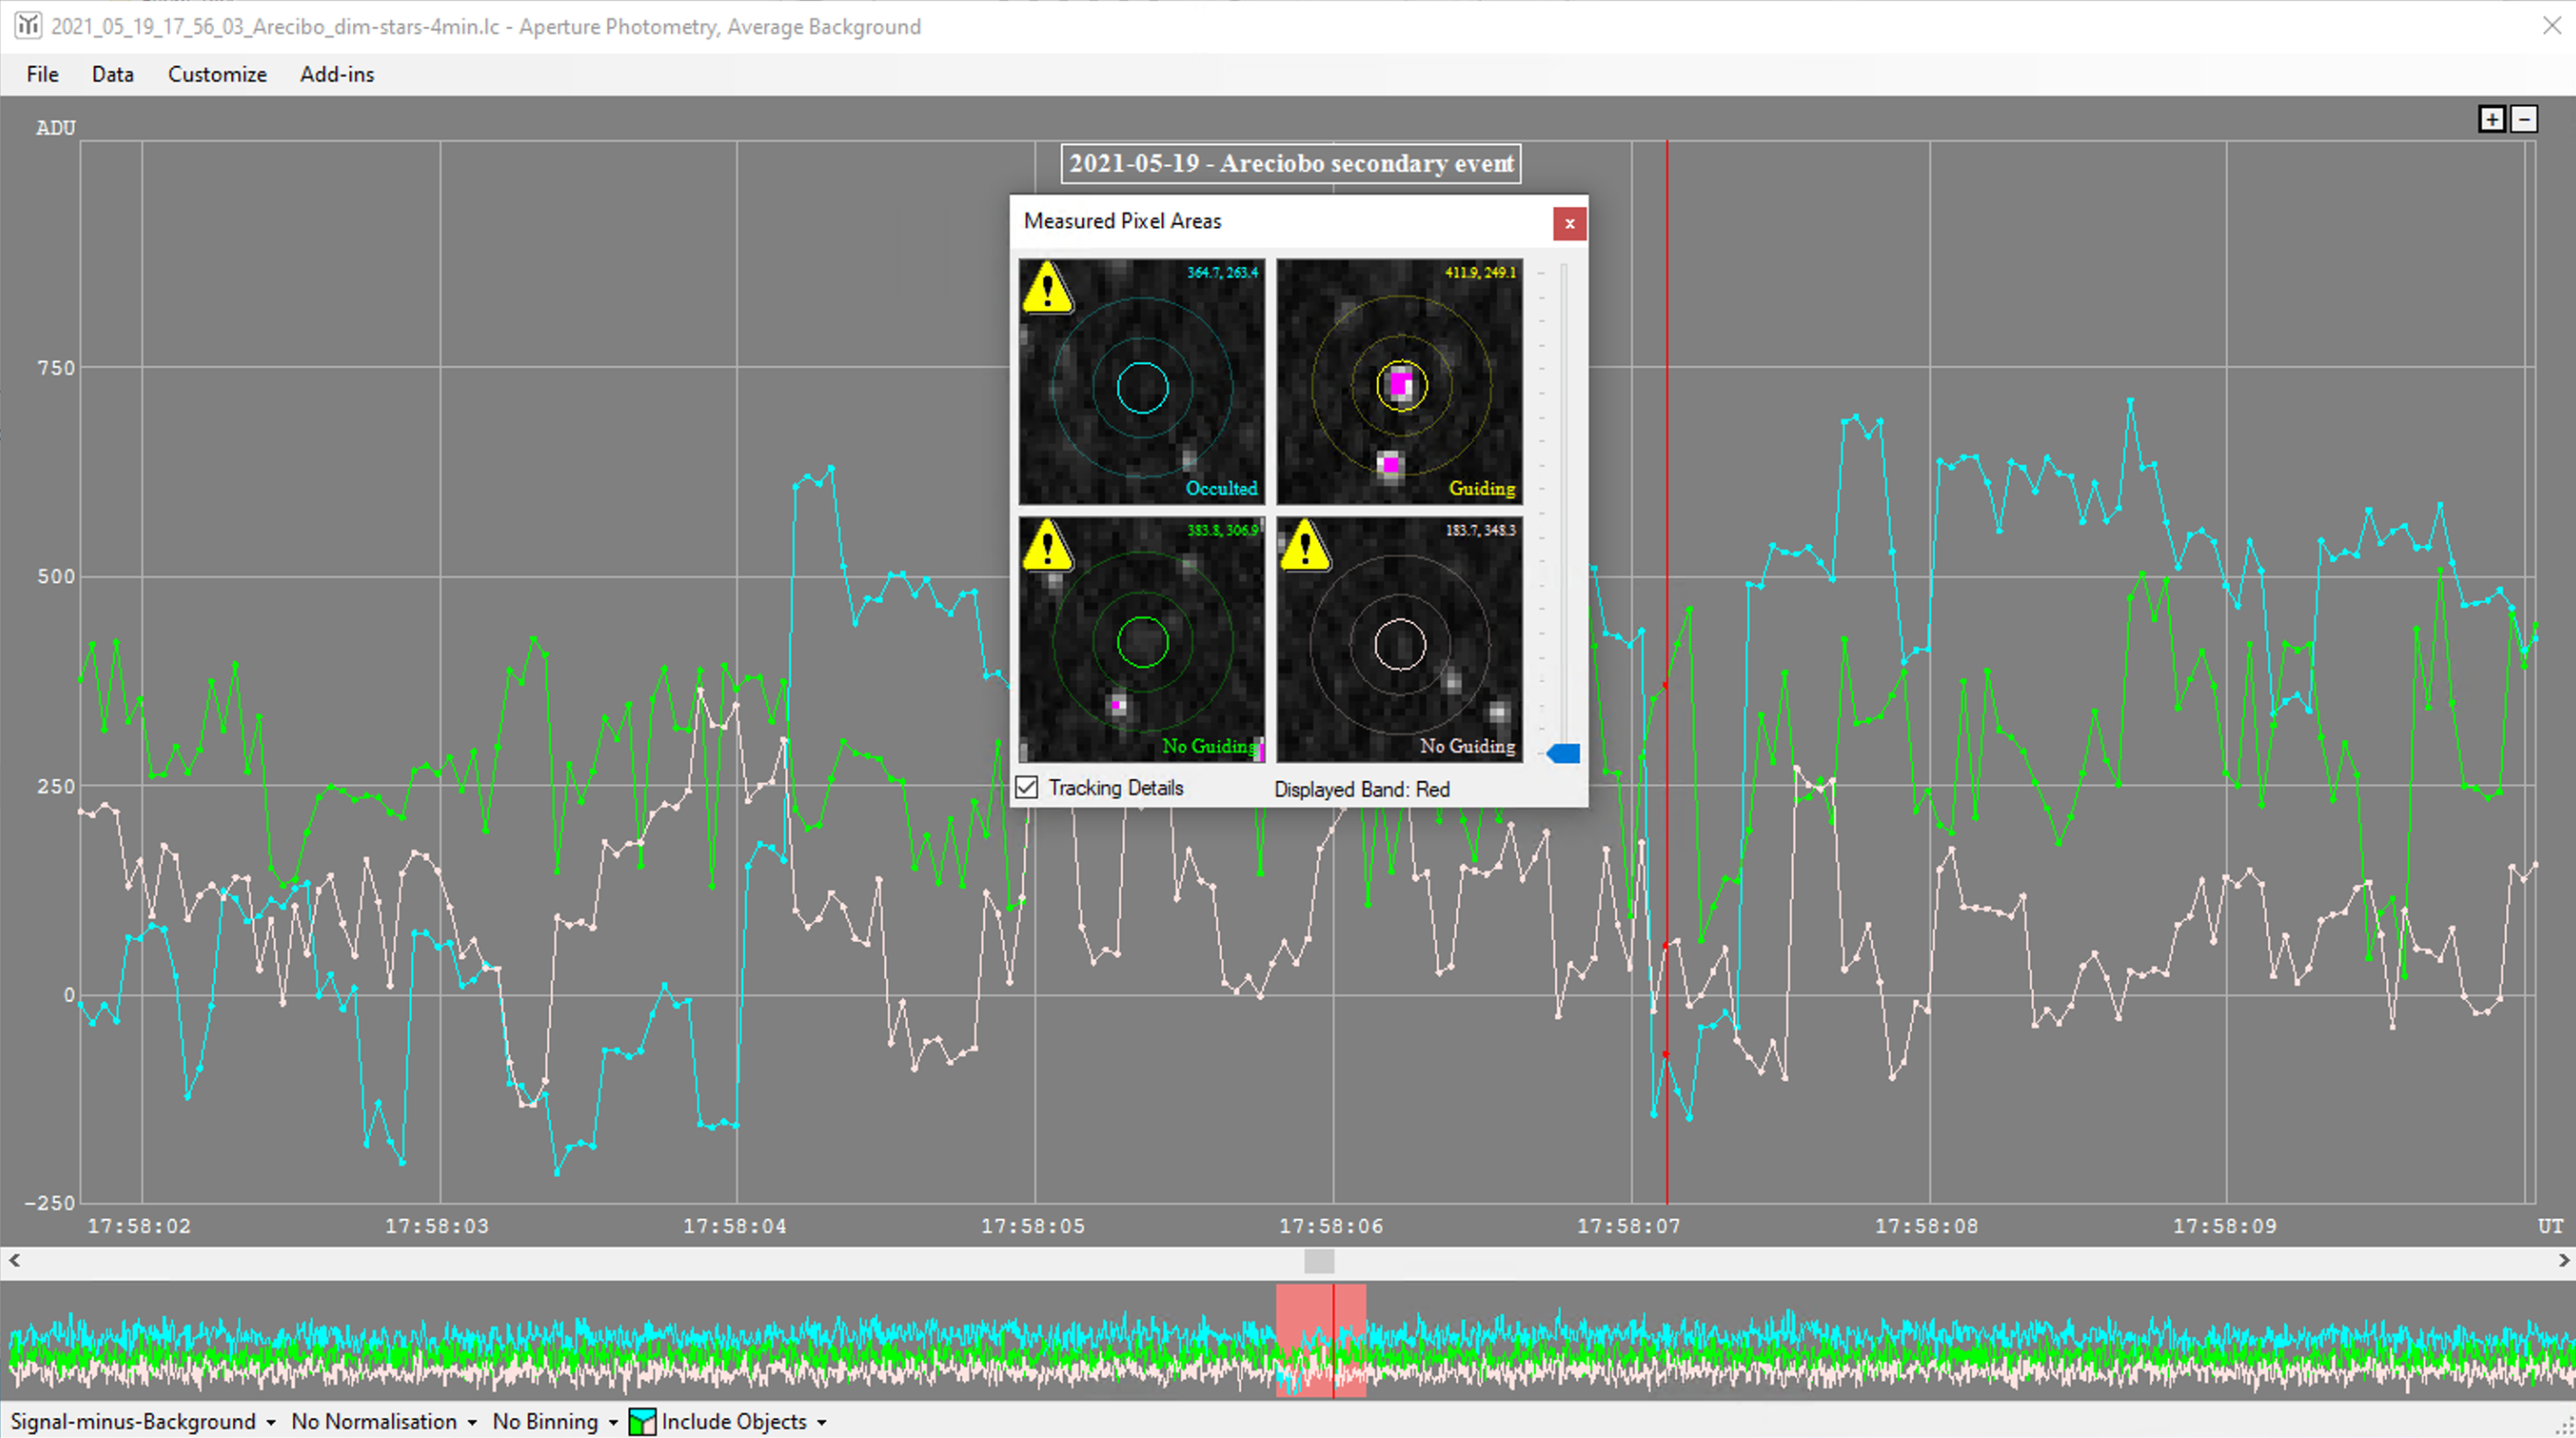 2021_05_19_17_56_03_Arecibo_dim-stars-4min.lc - Aperture Photometry, Average Background
File Data Customize Add-ins
ADU
2021-05-19 - Areciobo secondary event
Measured Pixel Areas
x
364.7, 263.4
411.9, 249.1
Occulted
Guiding
383.8, 306.9
183.7, 348.3
No Guiding
No Guiding
Tracking Details
Displayed Band: Red
750
500
250
0
-250
17:58:02 17:58:03 17:58:04 17:58:05 17:58:06 17:58:07 17:58:08 17:58:09 UT
Signal-minus-Background No Normalisation No Binning Include Objects